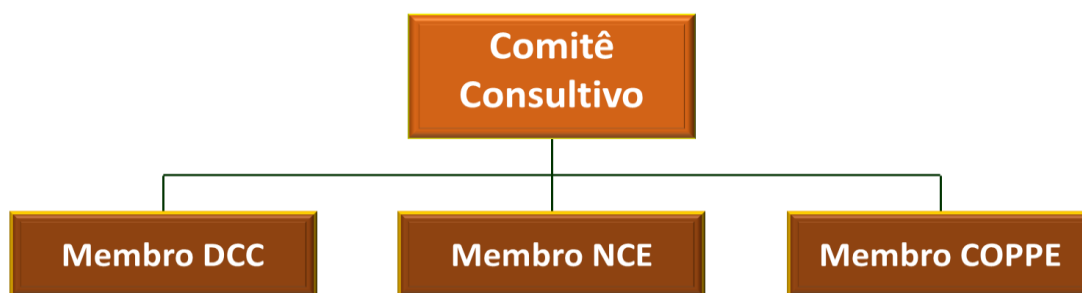 Comitê
Consultivo
Membro DCC
Membro NCE
Membro COPPE